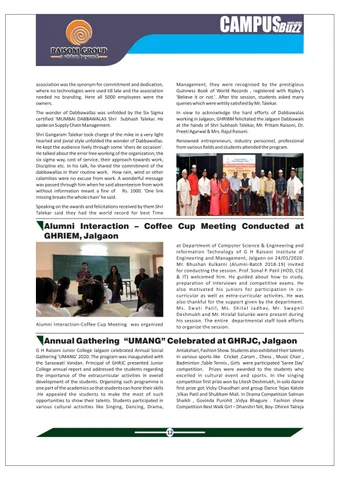 CAMPUS
BUZZ
RAISONI GROUP
association was the synonym for commitment and dedication,
where no technologies were used till late and the association
needed no branding. Here all 5000 employees were the
owners.
The wonder of Dabbawallas was unfolded by the Six Sigma
certified 'MUMBAI DABBAWALAS Shri Subhash Talekar. He
spoke on Supply Chain Management.
Shri Gangaram Talekar took charge of the mike in a very light
hearted and jovial style unfolded the wonder of Dabbawallas.
He kept the audience lively through some 'shers do occasion'.
He talked about the error free working of the organization, the
six sigma way, cost of service, their approach towards work,
Discipline etc. In his talk, he shared the commitment of the
dabbawallas in their routine work. How rain, wind or other
calamities were no excuse from work. A wonderful message
was passed through him when he said absenteeism from work
without information meant a fine of Rs. 1000. 'One link
missing breaks the whole chain' he said.
Speaking on the awards and felicitations received by them Shri
Talekar said they had the world record for best Time
Management, they were recognised by the prestigious
Guinness Book of World Records , registered with Ripley's
'Believe it or not.'. After the session, students asked many
queries which were wittily satisfied by Mr. Talekar.
In view to acknowledge the hard efforts of Dabbawalas
working in Jalgaon, GHRIBM felicitated the Jalgaon Dabbawals
at the hands of Shri Subhash Talekar, Mr. Pritam Raisoni, Dr.
Preeti Agarwal & Mrs. Rajul Raisoni.
Renowned entrepreneurs, industry personnel, professional
from various fields and students attended the program.
Alumni Interaction – Coffee Cup Meeting Conducted at
GHRIEM, Jalgaon
Alumni Interaction-Coffee Cup Meeting was organized
at Department of Computer Science & Engineering and
Information Technology of G H Raisoni Institute of
Engineering and Management, Jalgaon on 24/01/2020.
Mr. Bhushan Kulkarni (Alumni-Batch 2018-19) invited
for conducting the session. Prof. Sonal P. Patil (HOD, CSE
& IT) welcomed him. He guided about how to study,
preparation of interviews and competitive exams. He
also motivated his juniors for participation in co-
curricular as well as extra-curricular activities. He was
also thankful for the support given by the department.
Ms. Swati Patil, Ms. Shital Jadhav, Mr. Swapnil
Deshmukh and Mr. Hiralal Solunke were present during
his session. The entire departmental staff took efforts
to organize the session.
Annual Gathering "UMANG" Celebrated at GHRJC, Jalgaon
G H Raisoni Junior College Jalgaon celebrated Annual Social
Gathering 'UMANG' 2020. The program was inaugurated with
the Saraswati Vandan, Principal of GHRJC presented Junior
College annual report and addressed the students regarding
the importance of the extracurricular activities in overall
development of the students. Organizing such programme is
one part of the academics so that students can hone their skills
,He appealed the students to make the most of such
opportunities to show their talents. Students participated in
various cultural activities like Singing, Dancing, Drama,
Antakshari, Fashion Show. Students also exhibited their talents
in various sports like Cricket ,Carom , Chess , Music Chair ,
Badminton ,Table Tennis , Girls were participated 'Saree Day'
competition. Prizes were awarded to the students who
excelled in cultural event and sports. In the singing
competition first prize won by Litesh Deshmukh, in solo dance
first prize got Vicky Chaudhari and group Dance Tejas Katole
,Vikas Patil and Shubham Mali. In Drama Competition Salman
Shaikh , Govinda Purohit .Vidya Bhagure . Fashion show
Competition Best Walk Girl – Dhanshri Teli, Boy- Dhiren Talreja